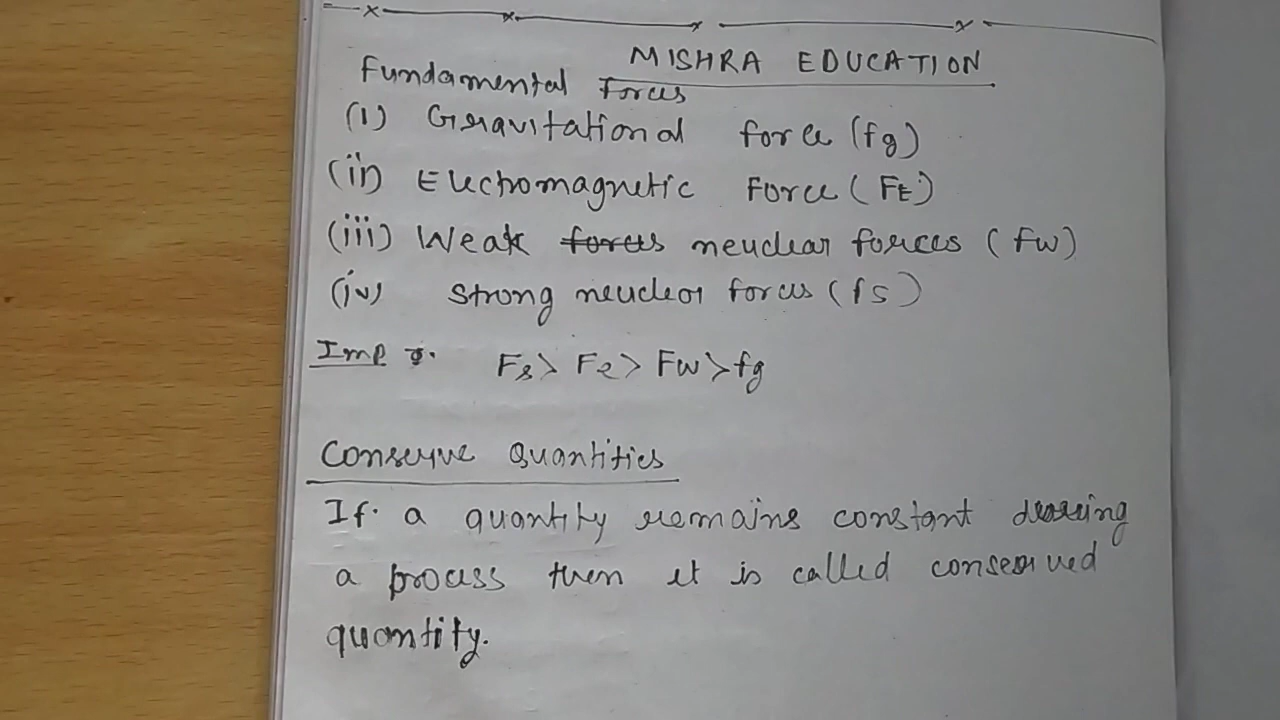 MISHRA EDUCATION
Fundamental Forces
(i) Gravitational force (fg)
(ii) Electromagnetic Force (FE)
(iii) Weak forces neuclear forces (fw)
(iv) Strong neuclear forces (fs)
Imp Fs > Fe > Fw > fg
Conserve Quantities
If a quantity remains constant during
a process then it is called conserved
quantity.